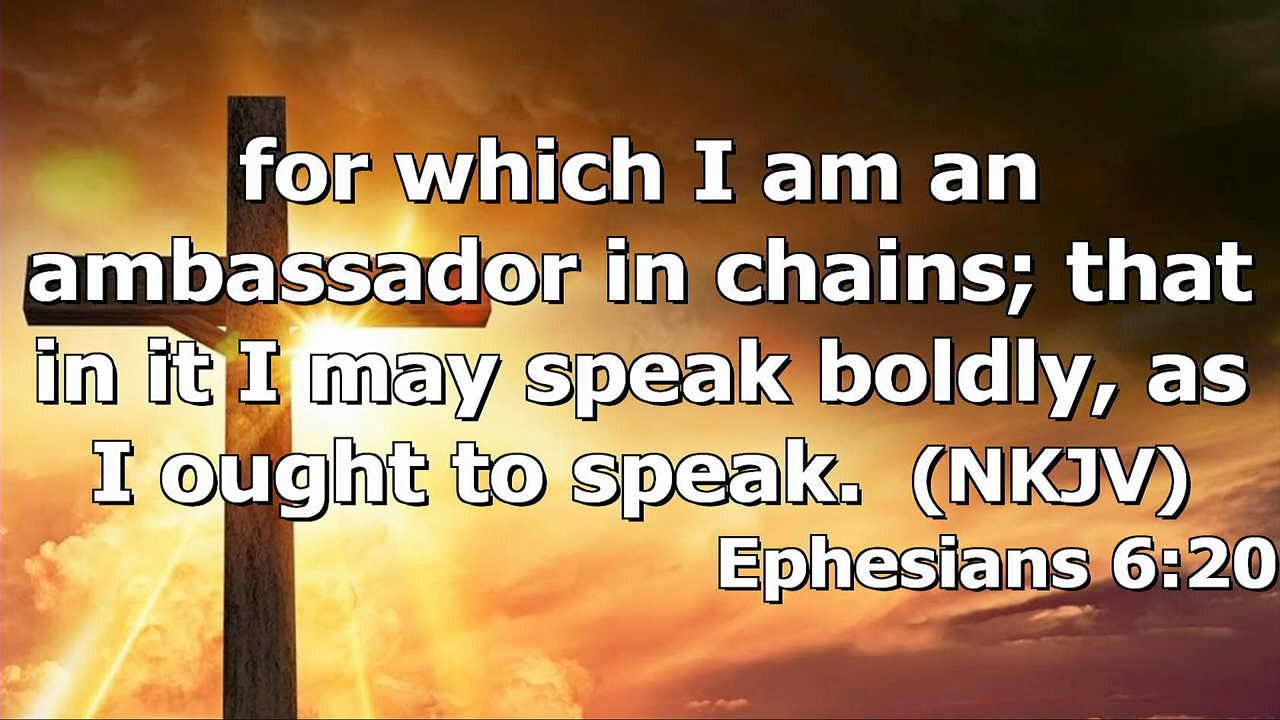 for which I am an
ambassador in chains; that
in it I may speak boldly, as
I ought to speak.  (NKJV)
Ephesians 6:20